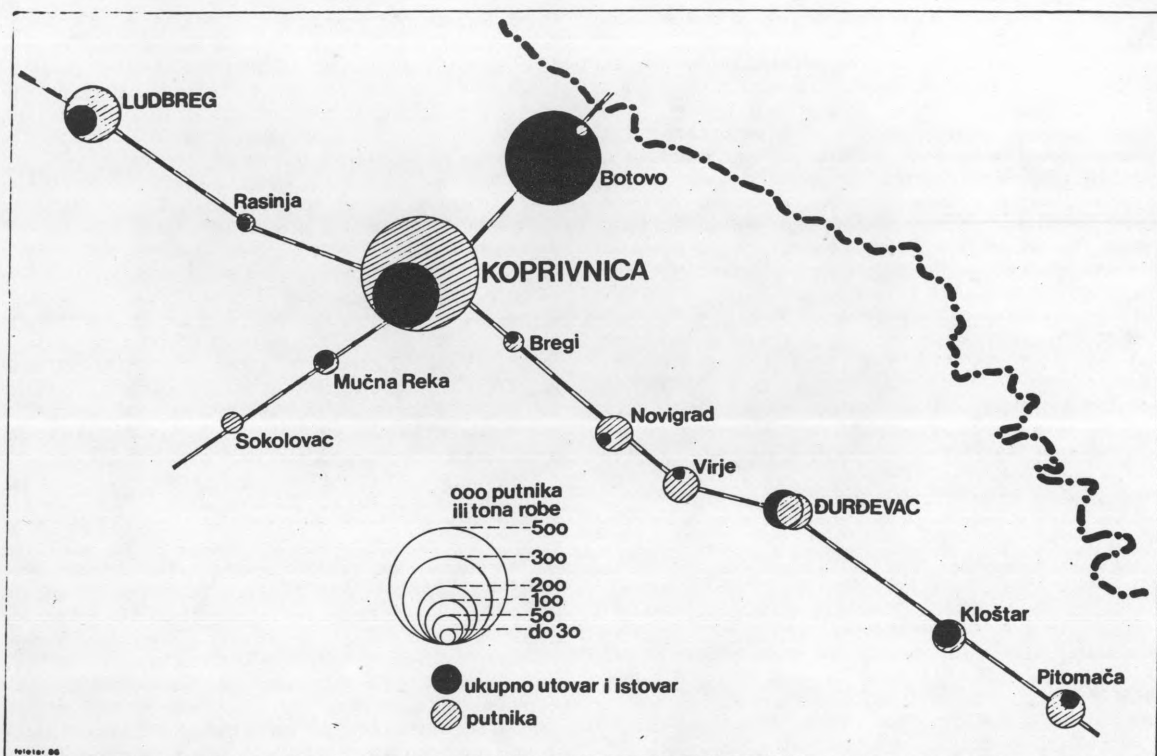 LUDBREG
Botovo
Rasinja
KOPRIVNICA
Bregi
Mučna Reka
Novigrad
Sokolovac
Virje
ĐURĐEVAC
ooo putnika
ili tona robe
5oo
3oo
2oo
1oo
5o
do 3o
Kloštar
Pitomača
ukupno utovar i istovar
putnika